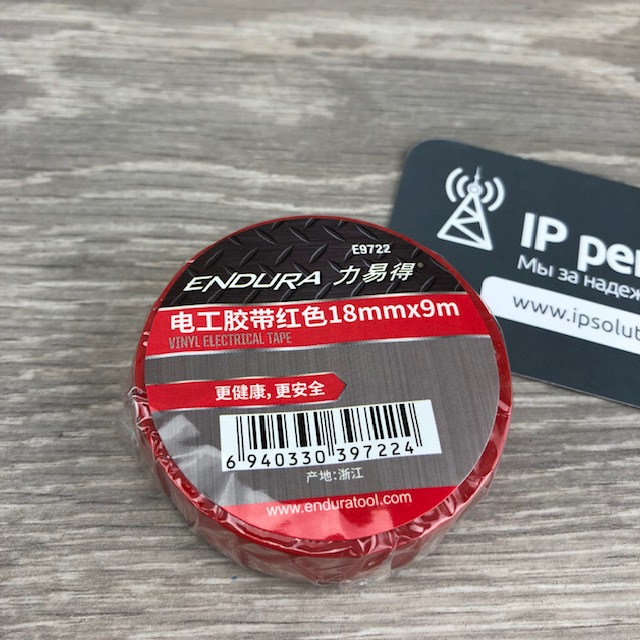 E9722
ENDURA 力易得®
电工胶带红色18mmx9m
VINYL ELECTRICAL TAPE
更健康，更安全
6 940330 397224
产地:浙江
www.enduratool.com
IP
Мы за
www.ipsolut